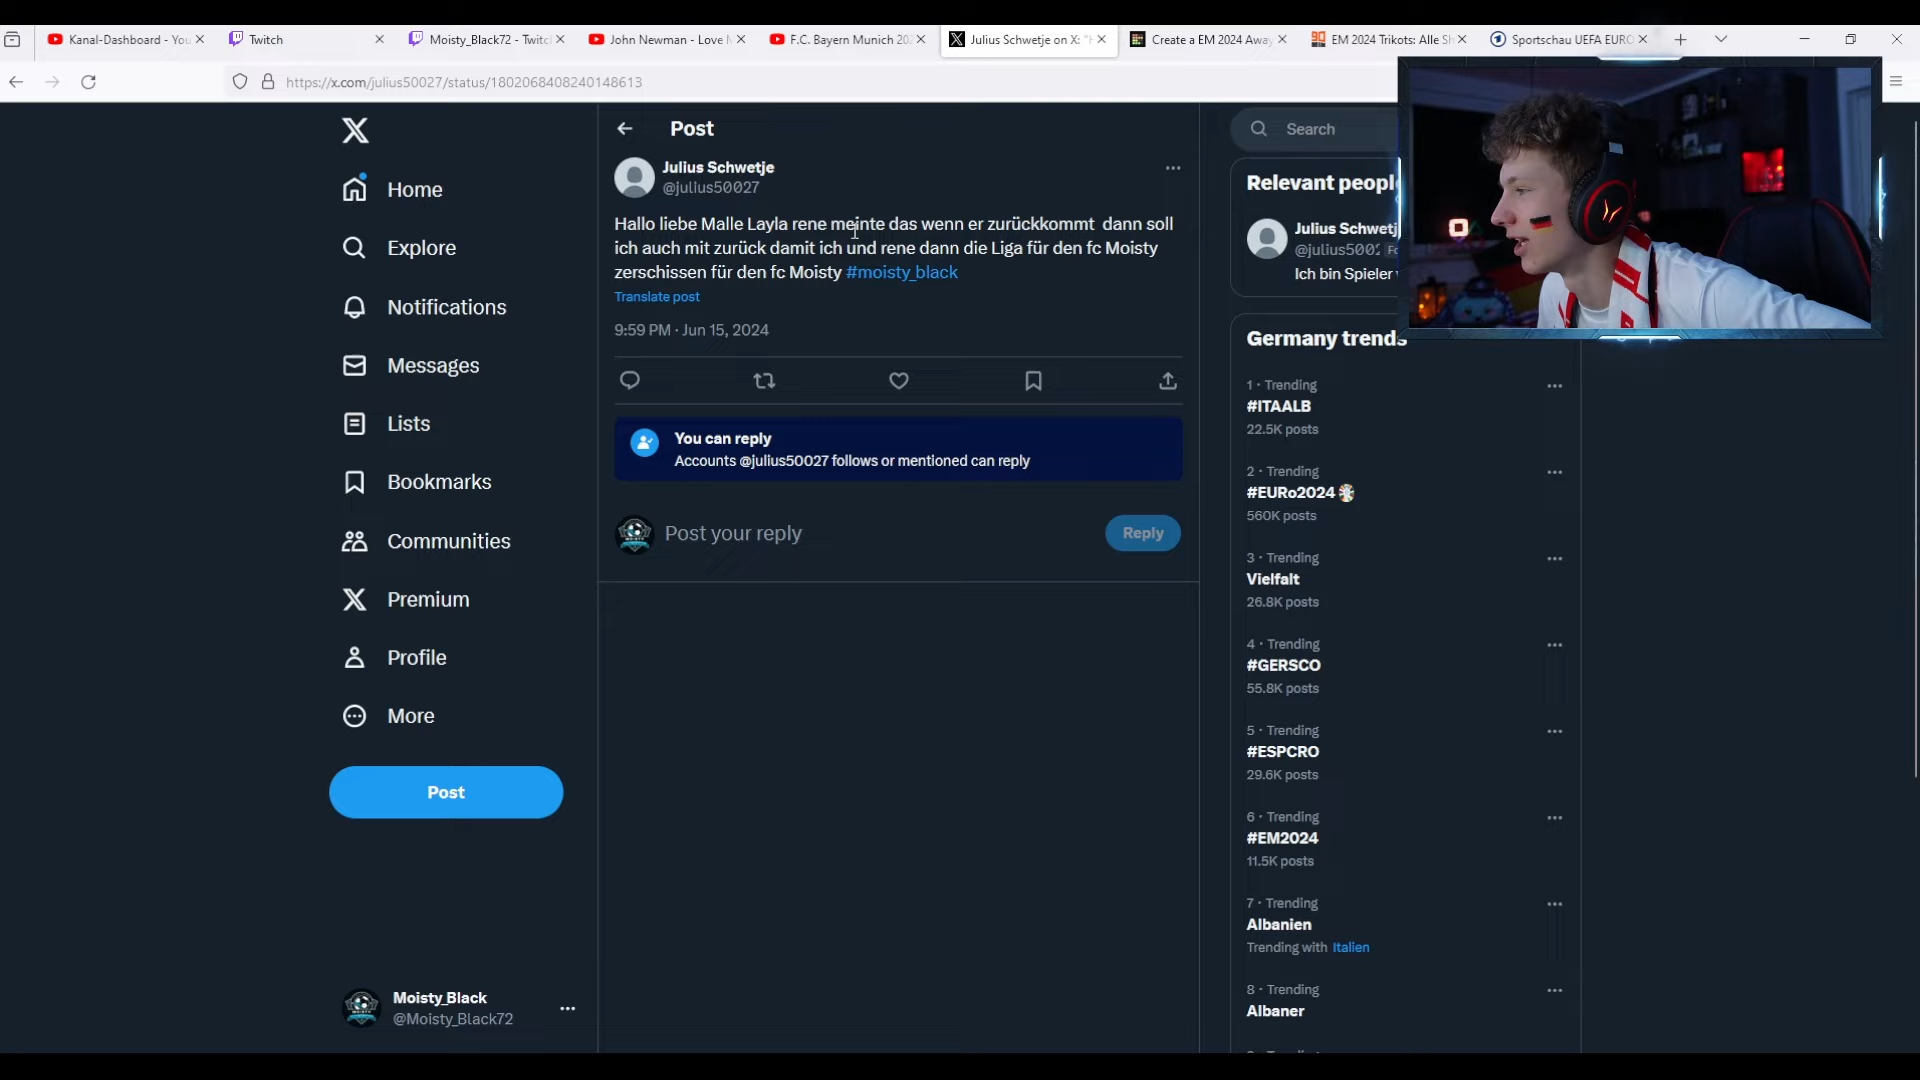 Kanal-Dashboard - You
Twitch
Moisty_Black72 - Twitc
John Newman - Love M
F.C. Bayern Munich 202
Julius Schwetje on X: "H
Create a EM 2024 Away
EM 2024 Trikots: Alle Sh
Sportschau UEFA EURO
https://x.com/julius50027/status/1802068408240148613
Home
Explore
Notifications
Messages
Lists
Bookmarks
Communities
Premium
Profile
More
Post
Moisty_Black
@Moisty_Black72
Post
Julius Schwetje
@julius50027
Hallo liebe Malle Layla rene meinte das wenn er zurückkommt dann soll
ich auch mit zurück damit ich und rene dann die Liga für den fc Moisty
zerschissen für den fc Moisty #moisty_black
Translate post
9:59 PM · Jun 15, 2024
You can reply
Accounts @julius50027 follows or mentioned can reply
Post your reply
Reply
Search
Relevant people
Julius Schwetj
@julius5002
Ich bin Spieler
Germany trends
1 · Trending
#ITAALB
22.5K posts
2 · Trending
#EURo2024
560K posts
3 · Trending
Vielfalt
26.8K posts
4 · Trending
#GERSCO
55.8K posts
5 · Trending
#ESPCRO
29.6K posts
6 · Trending
#EM2024
11.5K posts
7 · Trending
Albanien
Trending with Italien
8 · Trending
Albaner